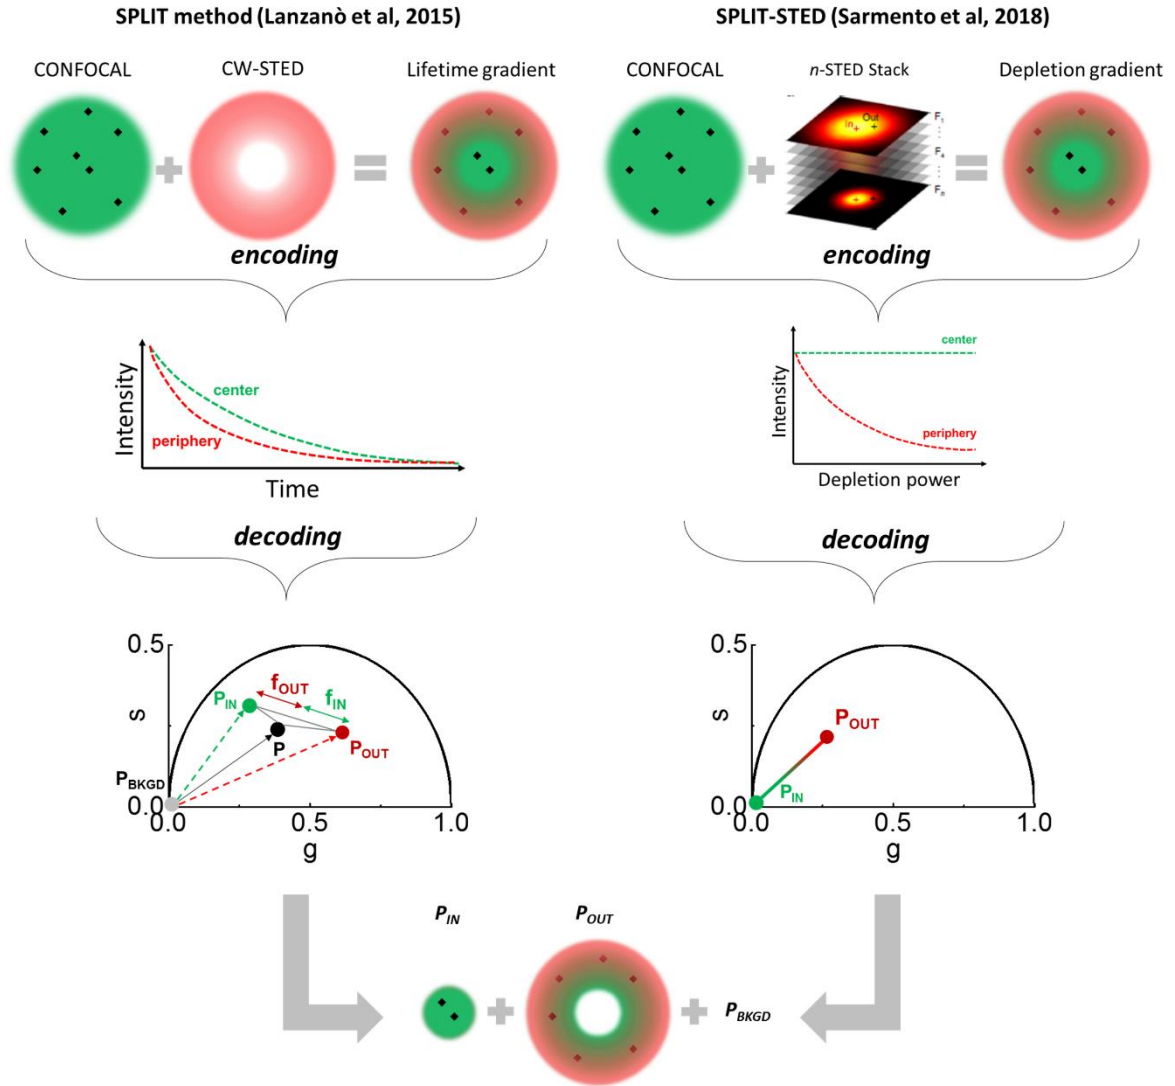 SPLIT method (Lanzanò et al, 2015)
SPLIT-STED (Sarmento et al, 2018)
CONFOCAL
CW-STED
Lifetime gradient
CONFOCAL
n-STED Stack
Depletion gradient
In
Out
F1
F4
Fn
encoding
encoding
Intensity
center
periphery
Time
Intensity
center
periphery
Depletion power
decoding
decoding
0.5
s
0.0
PIN
fOUT
fIN
P
POUT
PBKGD
0.0
0.5
1.0
g
0.5
s
0.0
POUT
PIN
0.0
0.5
1.0
g
PIN
POUT
PBKGD